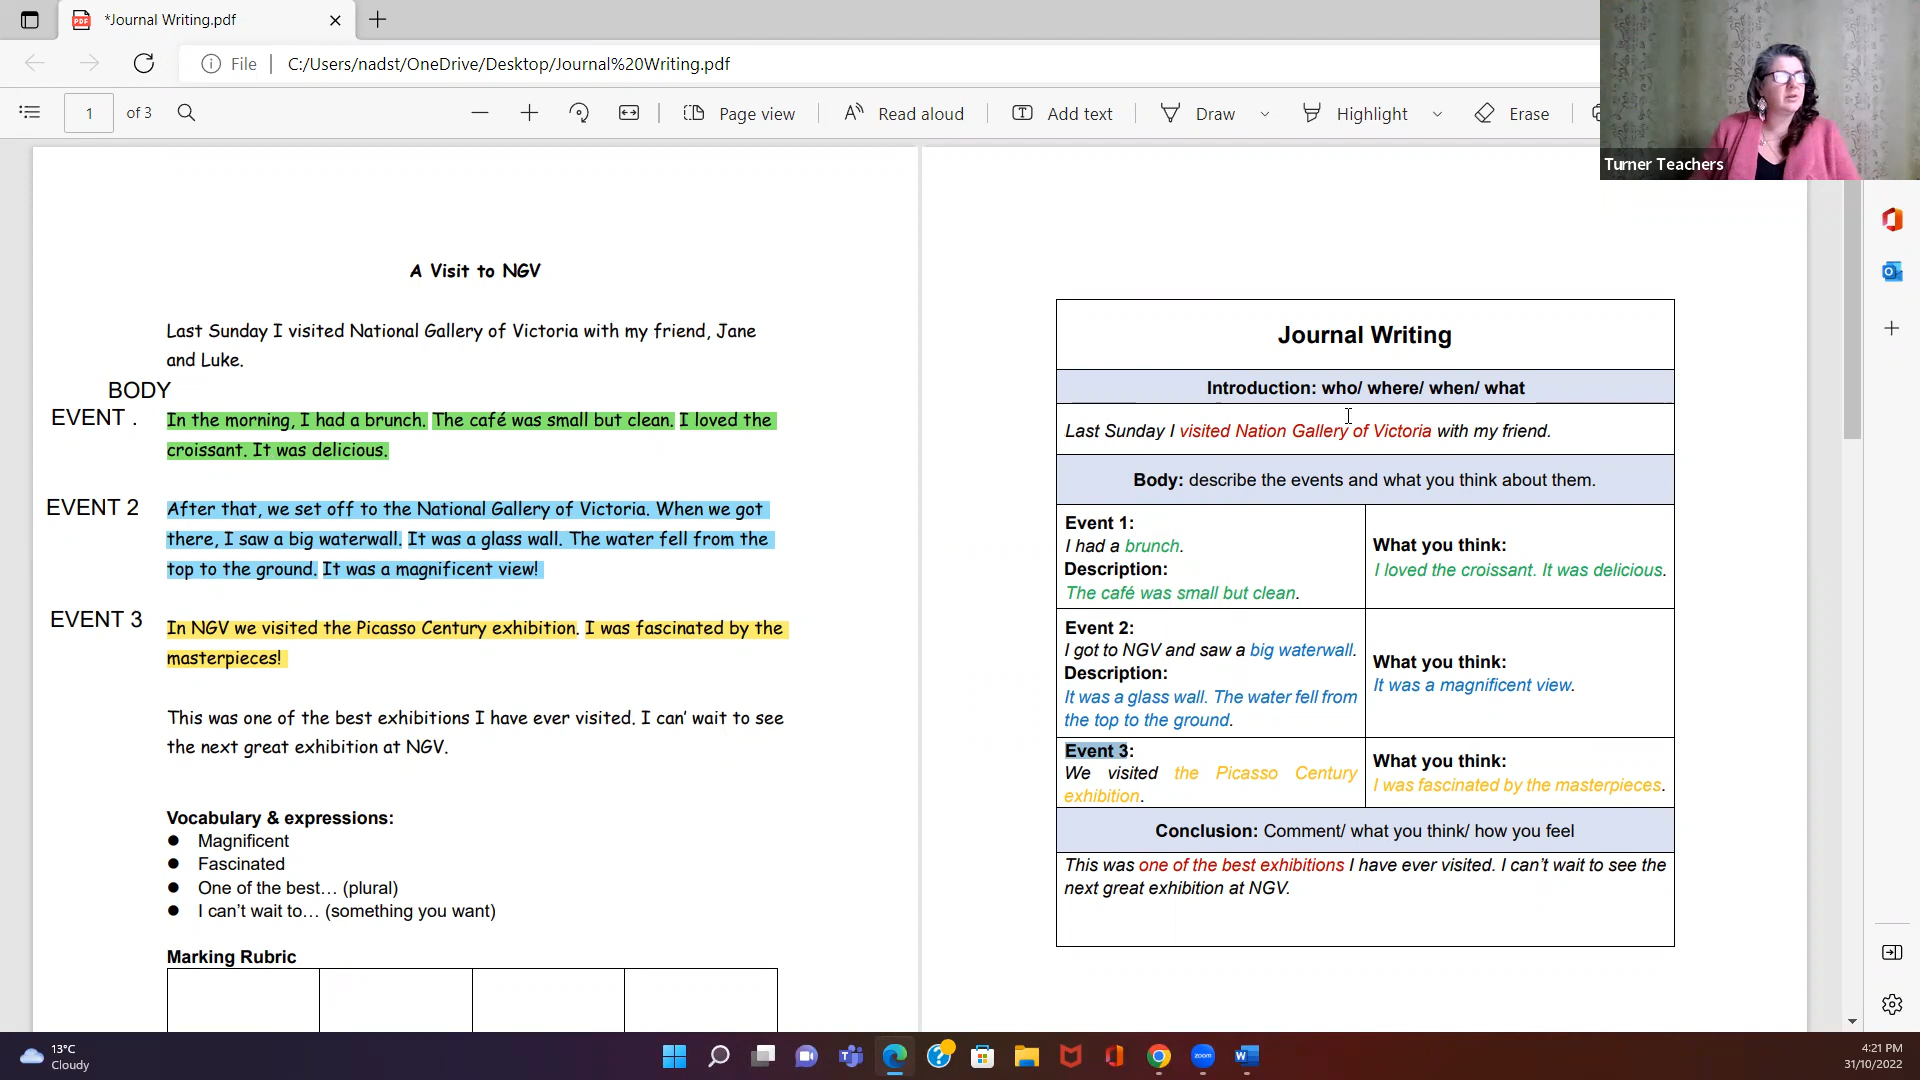 *Journal Writing.pdf
File
C:/Users/nadst/OneDrive/Desktop/Journal%20Writing.pdf
1 of 3
Page view
Read aloud
Add text
Draw
Highlight
Erase
Turner Teachers
A Visit to NGV
Last Sunday I visited National Gallery of Victoria with my friend, Jane
and Luke.
BODY
EVENT .
In the morning, I had a brunch. The café was small but clean. I loved the
croissant. It was delicious.
EVENT 2
After that, we set off to the National Gallery of Victoria. When we got
there, I saw a big waterwall. It was a glass wall. The water fell from the
top to the ground. It was a magnificent view!
EVENT 3
In NGV we visited the Picasso Century exhibition. I was fascinated by the
masterpieces!
This was one of the best exhibitions I have ever visited. I can' wait to see
the next great exhibition at NGV.
Vocabulary & expressions:
● Magnificent
● Fascinated
● One of the best… (plural)
● I can't wait to… (something you want)
Marking Rubric
Journal Writing
Introduction: who/ where/ when/ what
Last Sunday I visited Nation Gallery of Victoria with my friend.
Body: describe the events and what you think about them.
Event 1:
I had a brunch.
Description:
The café was small but clean.
What you think:
I loved the croissant. It was delicious.
Event 2:
I got to NGV and saw a big waterwall.
Description:
It was a glass wall. The water fell from
the top to the ground.
What you think:
It was a magnificent view.
Event 3:
We visited the Picasso Century
exhibition.
What you think:
I was fascinated by the masterpieces.
Conclusion: Comment/ what you think/ how you feel
This was one of the best exhibitions I have ever visited. I can't wait to see the
next great exhibition at NGV.
13°C
Cloudy
4:21 PM
31/10/2022